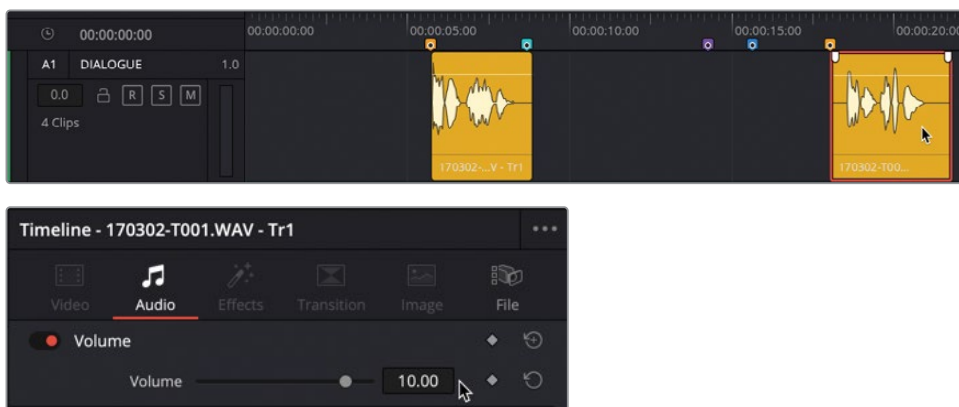 00:00:00:00 00:00:00:00 00:00:05:00 00:00:10:00 00:00:15:00 00:00:20:00
A1 DIALOGUE 1.0
0.0 R S M
4 Clips
170302-...V - Tr1 170302-T00...
Timeline - 170302-T001.WAV - Tr1
Video Audio Effects Transition Image File
Volume
Volume 10.00